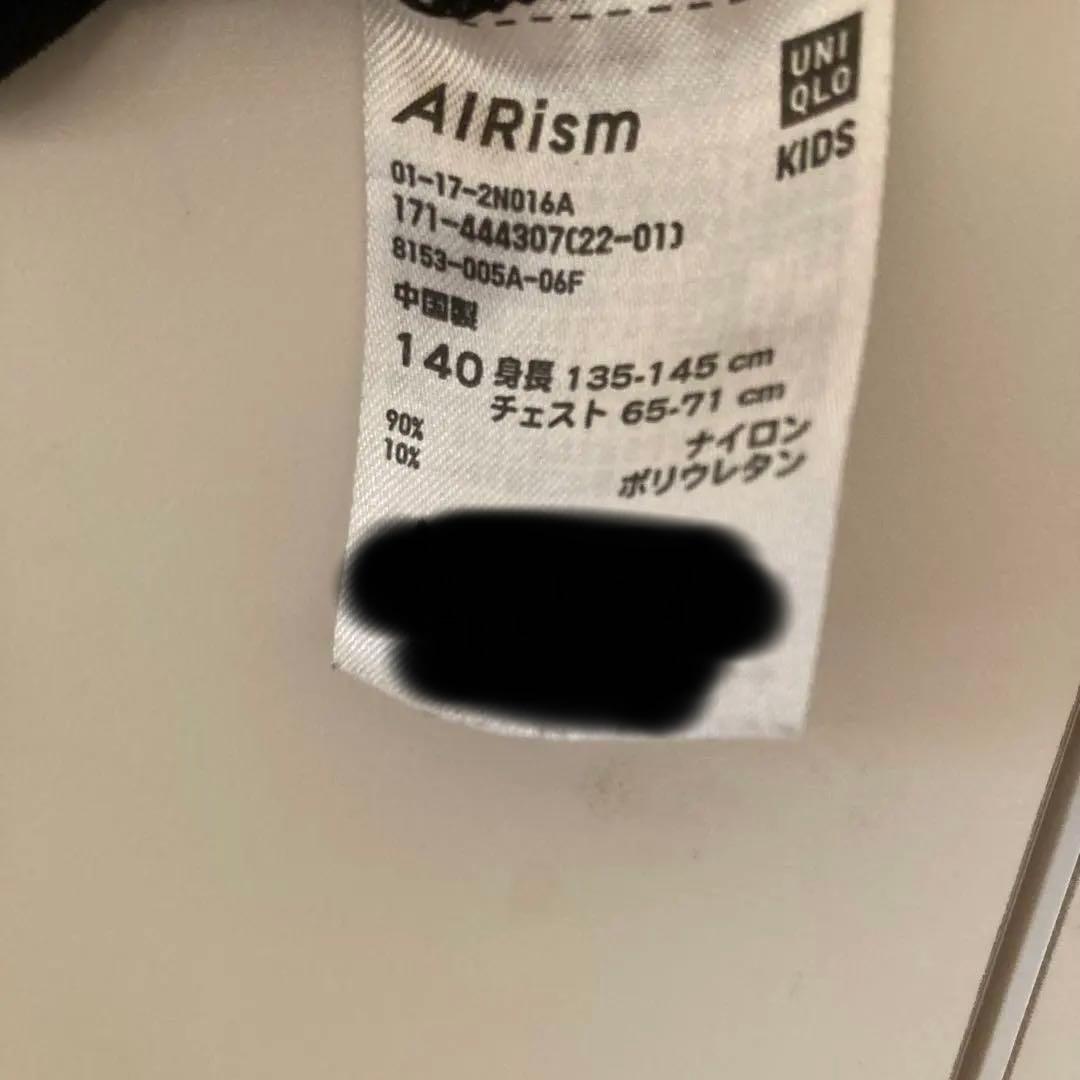 AIRism
UNI
QLO
KIDS
01-17-2N016A
171-444307(22-01)
8153-005A-06F
中国製
140 身長 135-145 cm
チェスト 65-71 cm
90% ナイロン
10% ポリウレタン